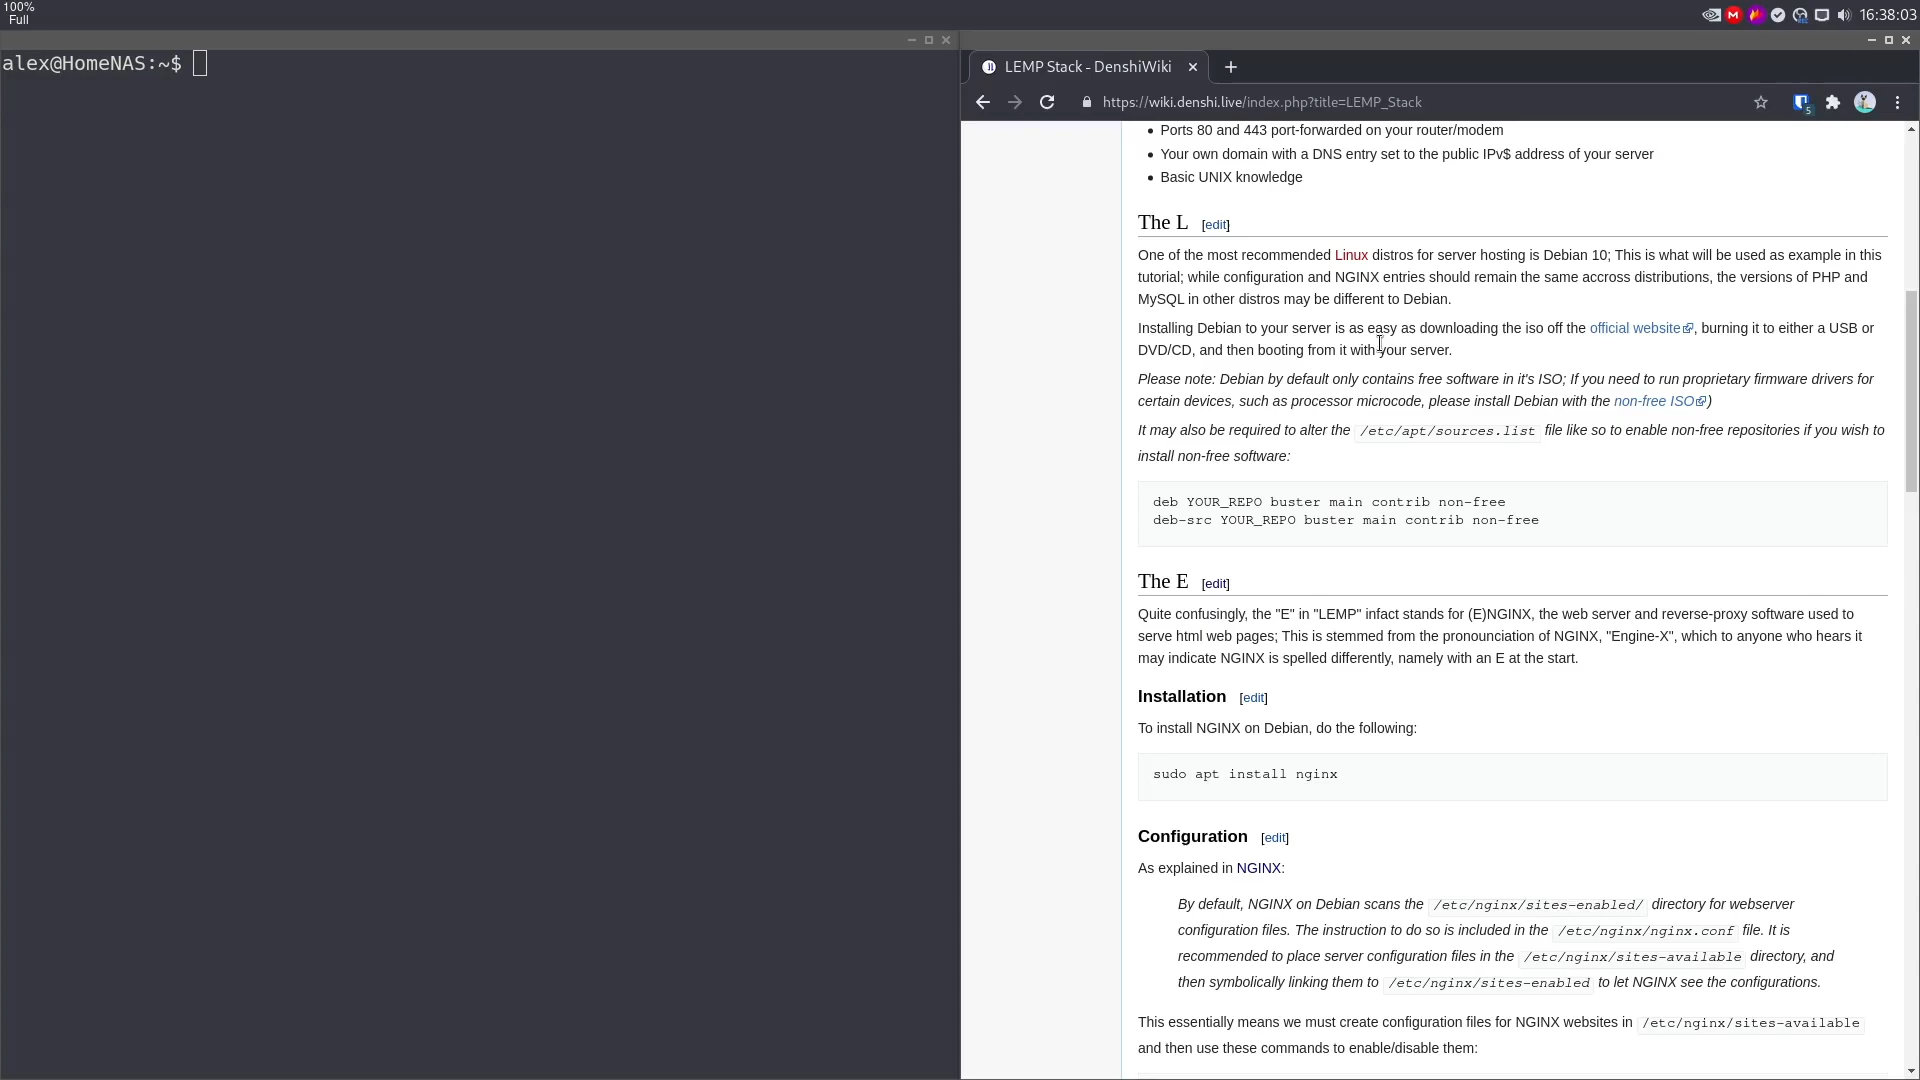 100%
Full
16:38:03
alex@HomeNAS:~$
LEMP Stack - DenshiWiki
https://wiki.denshi.live/index.php?title=LEMP_Stack
5
Ports 80 and 443 port-forwarded on your router/modem
Your own domain with a DNS entry set to the public IPv$ address of your server
Basic UNIX knowledge
The L [edit]
One of the most recommended Linux distros for server hosting is Debian 10; This is what will be used as example in this
tutorial; while configuration and NGINX entries should remain the same accross distributions, the versions of PHP and
MySQL in other distros may be different to Debian.
Installing Debian to your server is as easy as downloading the iso off the official website, burning it to either a USB or
DVD/CD, and then booting from it with your server.
Please note: Debian by default only contains free software in it's ISO; If you need to run proprietary firmware drivers for
certain devices, such as processor microcode, please install Debian with the non-free ISO)
It may also be required to alter the /etc/apt/sources.list file like so to enable non-free repositories if you wish to
install non-free software:
deb YOUR_REPO buster main contrib non-free
deb-src YOUR_REPO buster main contrib non-free
The E [edit]
Quite confusingly, the "E" in "LEMP" infact stands for (E)NGINX, the web server and reverse-proxy software used to
serve html web pages; This is stemmed from the pronounciation of NGINX, "Engine-X", which to anyone who hears it
may indicate NGINX is spelled differently, namely with an E at the start.
Installation [edit]
To install NGINX on Debian, do the following:
sudo apt install nginx
Configuration [edit]
As explained in NGINX:
By default, NGINX on Debian scans the /etc/nginx/sites-enabled/ directory for webserver
configuration files. The instruction to do so is included in the /etc/nginx/nginx.conf file. It is
recommended to place server configuration files in the /etc/nginx/sites-available directory, and
then symbolically linking them to /etc/nginx/sites-enabled to let NGINX see the configurations.
This essentially means we must create configuration files for NGINX websites in /etc/nginx/sites-available
and then use these commands to enable/disable them: